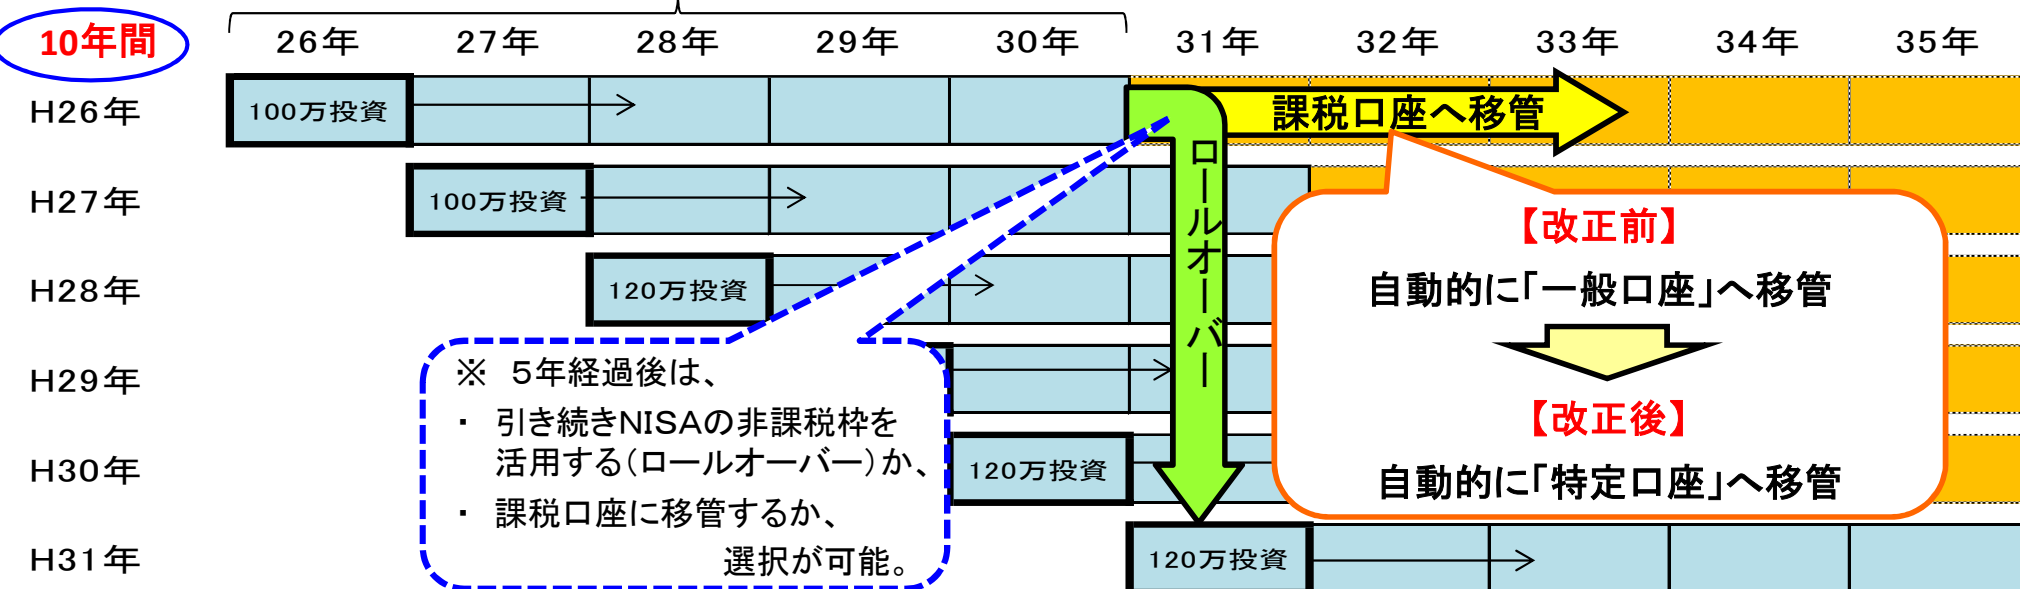 10年間
26年 27年 28年 29年 30年 31年 32年 33年 34年 35年
H26年
100万投資
課税口座へ移管
ロールオーバー
H27年
100万投資
【改正前】
自動的に「一般口座」へ移管
【改正後】
自動的に「特定口座」へ移管
H28年
120万投資
H29年
※ 5年経過後は、
・ 引き続きNISAの非課税枠を
活用する(ロールオーバー)か、
・ 課税口座に移管するか、
選択が可能。
H30年
120万投資
H31年
120万投資